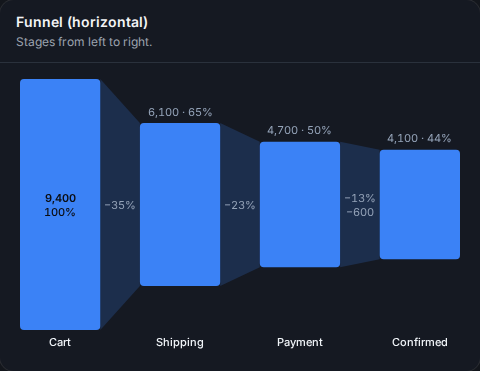 Funnel (horizontal)
Stages from left to right.
6,100 · 65%
4,700 · 50%
4,100 · 44%
9,400
100%
−35%
−23%
−13%
−600
Cart
Shipping
Payment
Confirmed